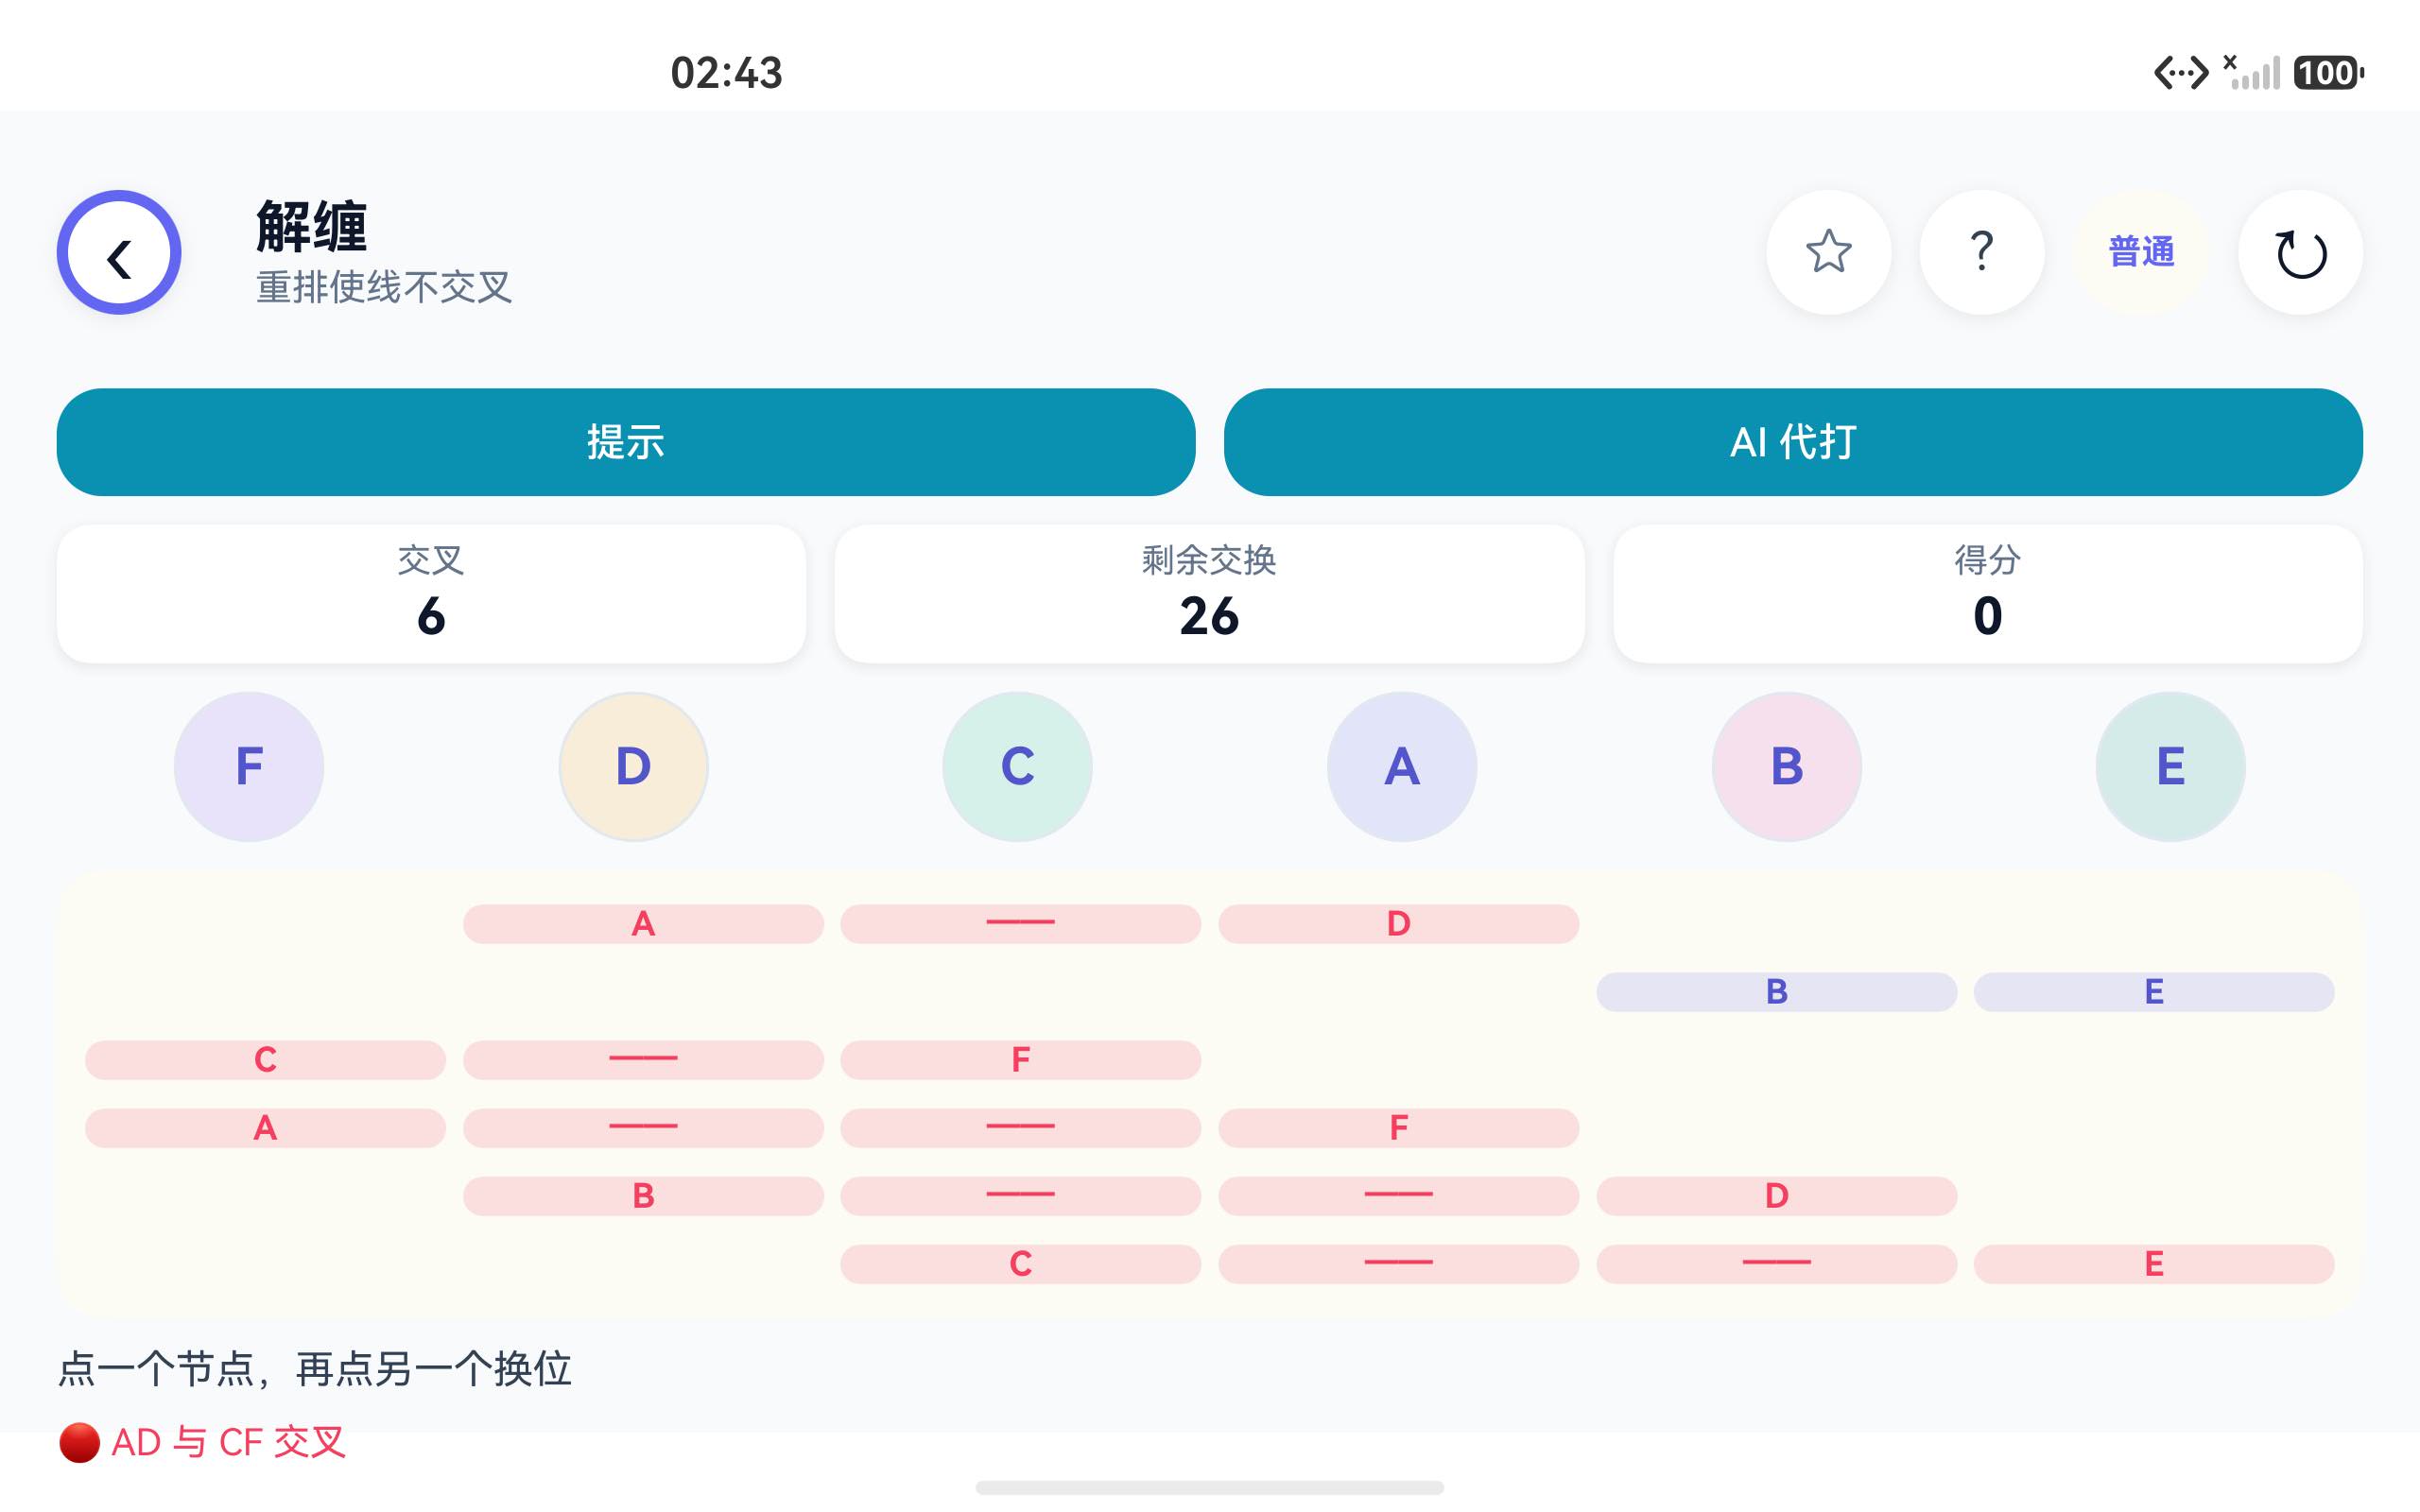 02:43
100
解缠
重排使线不交叉
?
普通
提示
AI 代打
交叉
6
剩余交换
26
得分
0
F D C A B E
A —— D
B E
C —— F
A —— —— F
B —— —— D
C —— —— E
点一个节点，再点另一个换位
AD 与 CF 交叉